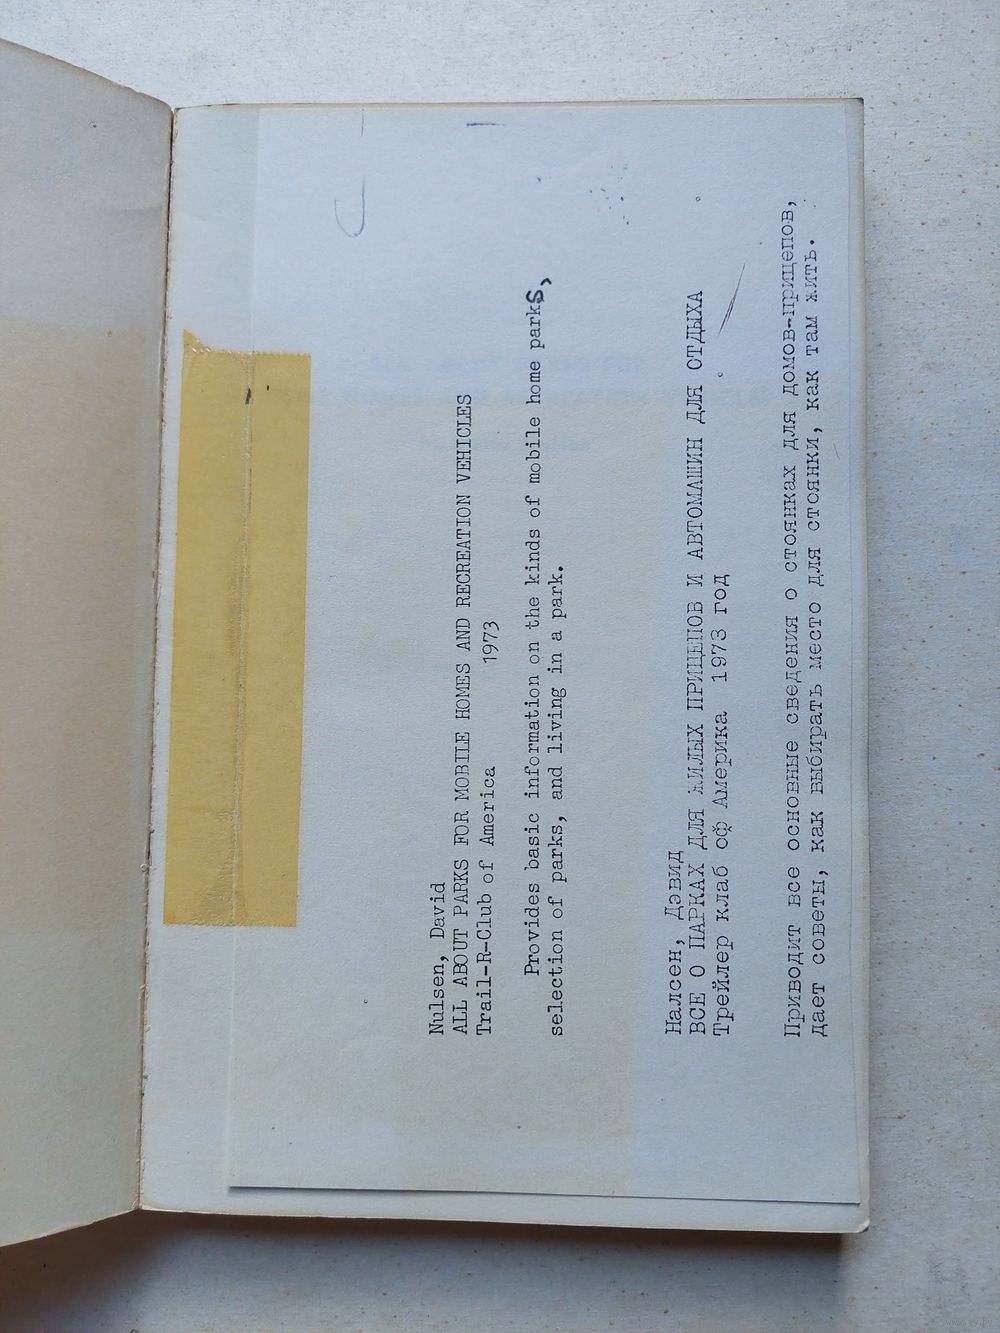 Nulsen, David
ALL ABOUT PARKS FOR MOBILE HOMES AND RECREATION VEHICLES
Trail-R-Club of America 1973
Provides basic information on the kinds of mobile home parks,
selection of parks, and living in a park.
Налсен, Дэвид
ВСЕ О ПАРКАХ ДЛЯ ЖИЛЫХ ПРИЦЕПОВ И АВТОМАШИН ДЛЯ ОТДЫХА
Трейлер клаб оф Америка 1973 год
Приводит все основные сведения о стоянках для домов-прицепов,
дает советы, как выбирать место для стоянки, как там жить.